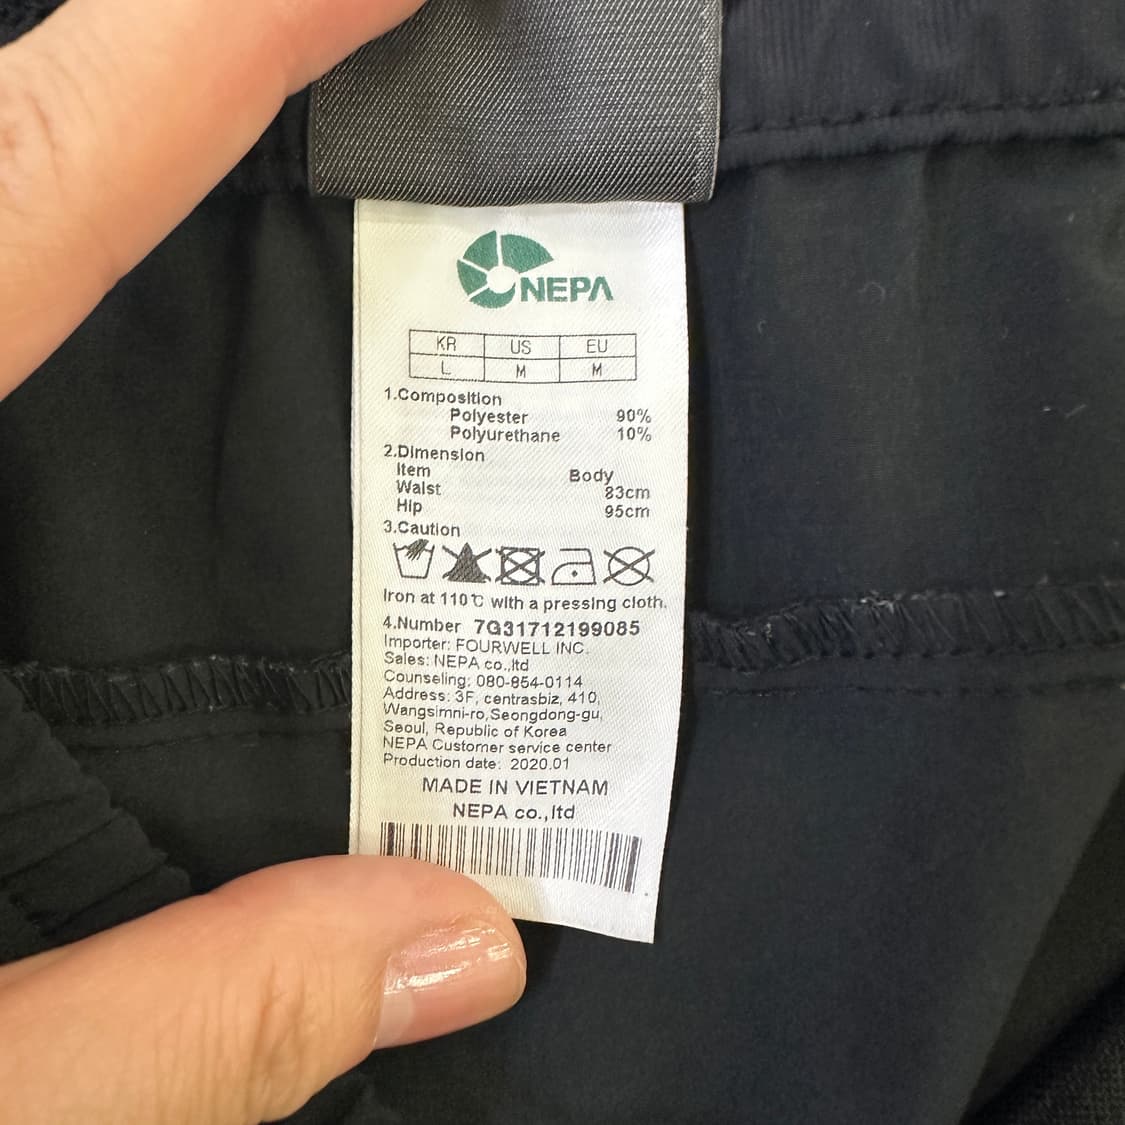 NEPA
KR US EU
L M M
1.Composition
Polyester 90%
Polyurethane 10%
2.Dimension
Item Body
Waist 83cm
Hip 95cm
3.Caution
Iron at 110℃ with a pressing cloth.
4.Number 7G31712199085
Importer: FOURWELL INC.
Sales: NEPA co.,ltd
Counseling: 080-854-0114
Address: 3F, centrasbiz, 410,
Wangsimni-ro,Seongdong-gu,
Seoul, Republic of Korea
NEPA Customer service center
Production date: 2020.01
MADE IN VIETNAM
NEPA co.,ltd